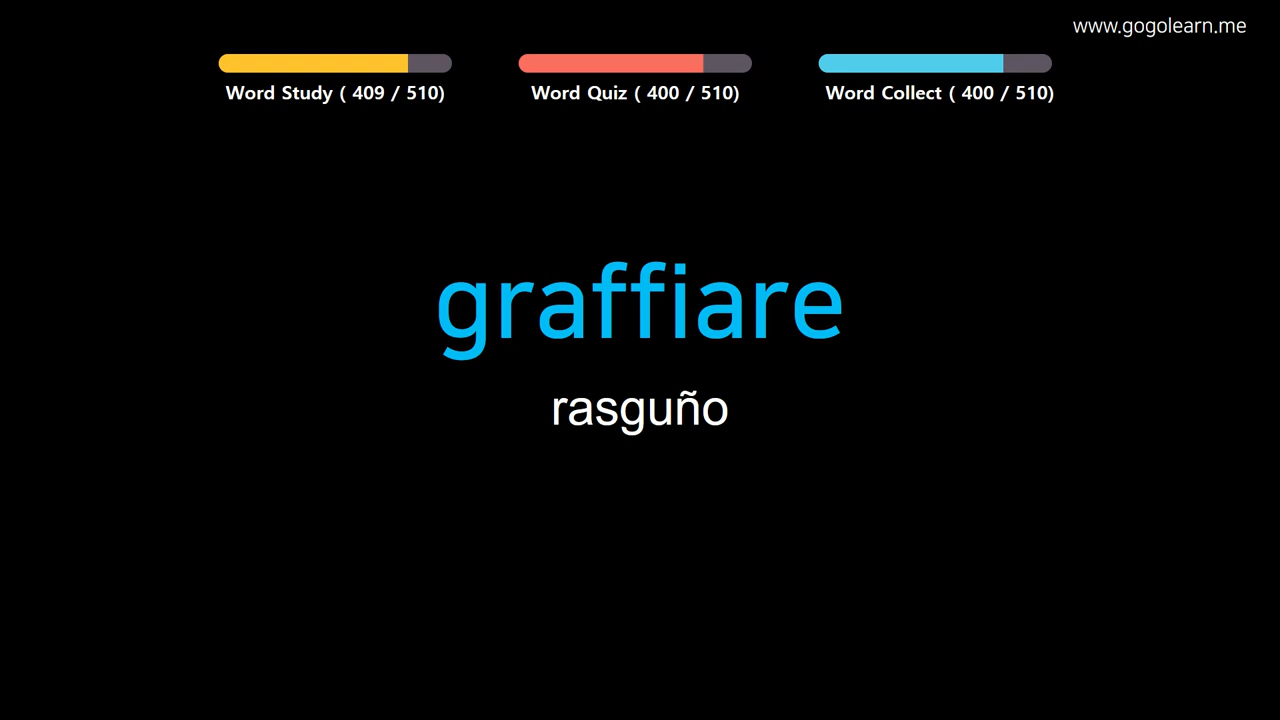 www.gogolearn.me
Word Study ( 409 / 510)
Word Quiz ( 400 / 510)
Word Collect ( 400 / 510)
graffiare
rasguño